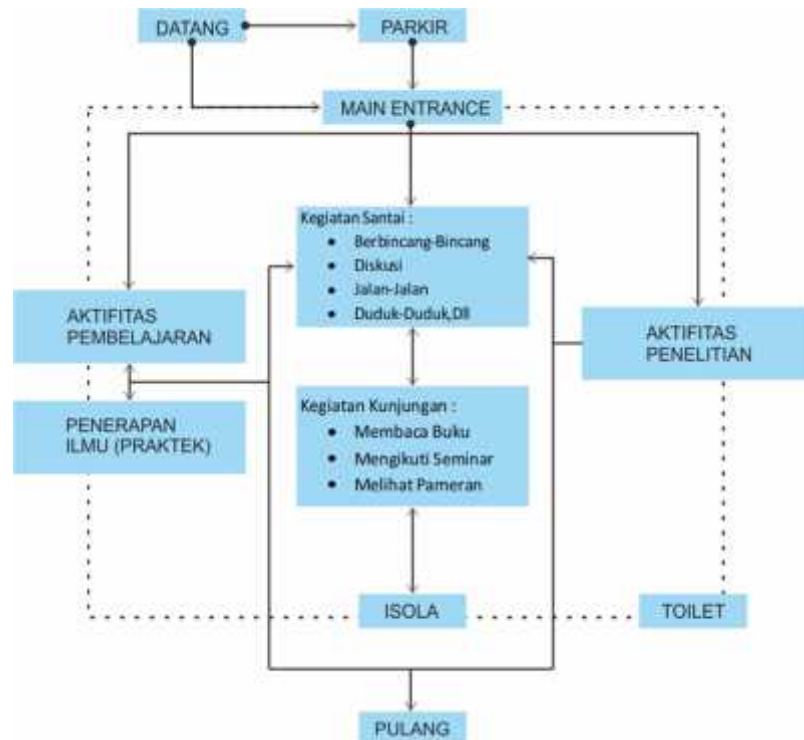 DATANG
PARKIR
MAIN ENTRANCE
Kegiatan Santai :
• Berbincang-Bincang
• Diskusi
• Jalan-Jalan
• Duduk-Duduk,Dll
AKTIFITAS
PEMBELAJARAN
AKTIFITAS
PENELITIAN
PENERAPAN
ILMU (PRAKTEK)
Kegiatan Kunjungan :
• Membaca Buku
• Mengikuti Seminar
• Melihat Pameran
ISOLA
TOILET
PULANG